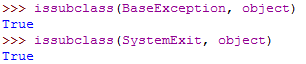 >>> issubclass(BaseException, object)
True
>>> issubclass(SystemExit, object)
True